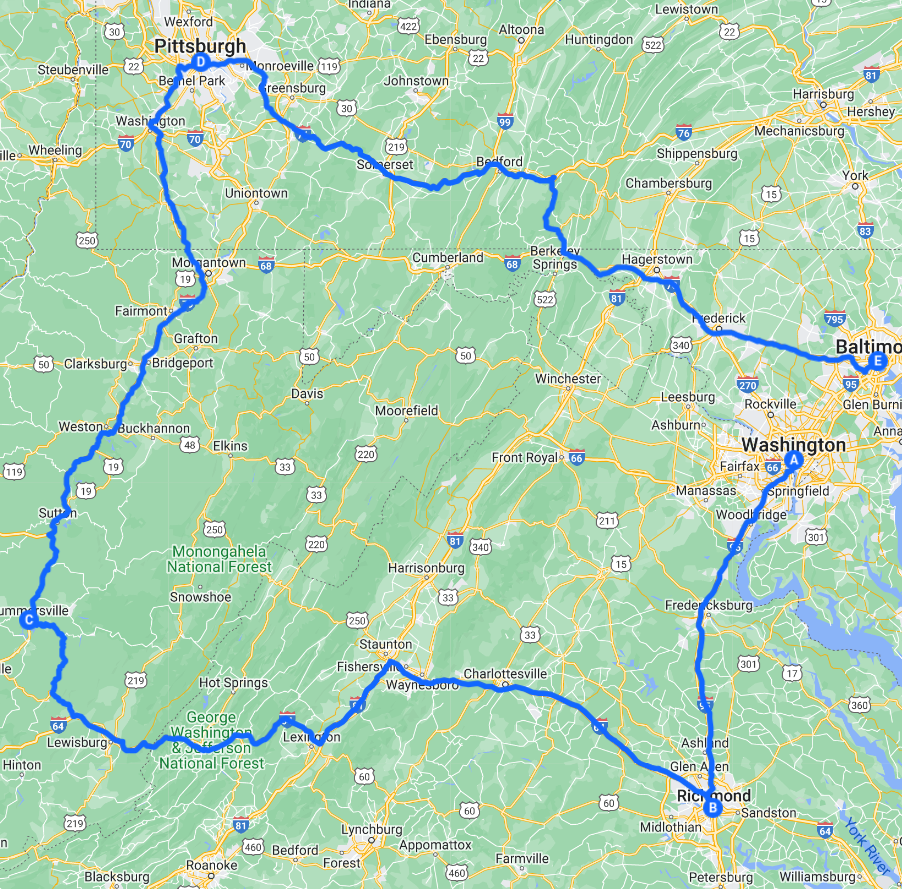 Indiana
Lewistown
Wexford
30
422
Altoona
22
Pittsburgh
Ebensburg
Huntingdon
522
D
22
Steubenville
22
Monroeville
119
81
Bethel Park
Johnstown
Harrisburg
Greensburg
30
Hershey
Washington
99
76
Mechanicsburg
70
70
219
Wheeling
Somerset
Bedford
Shippensburg
Chambersburg
York
Uniontown
15
83
250
15
Morgantown
68
Cumberland
68
Berkeley
Springs
Hagerstown
19
522
81
Fairmont
Frederick
795
Grafton
340
Baltimo
50
Clarksburg
Bridgeport
50
50
E
Winchester
270
95
Davis
Leesburg
Rockville
Glen Burni
Moorefield
Ashburn
Weston
Buckhannon
Washington
Anna
48
Elkins
220
Front Royal
66
A
119
19
33
Fairfax
66
19
33
Manassas
Springfield
Sutton
Woodbridge
250
211
301
220
81
340
95
Monongahela
National Forest
15
Harrisonburg
Snowshoe
33
ummersville
250
Fredericksburg
C
33
Staunton
Fishersville
301
17
219
Hot Springs
Waynesboro
Charlottesville
360
64
George
Washington
& Jefferson
National Forest
Lewisburg
Lexington
64
Ashland
Hinton
60
Glen Allen
Richmond
219
81
60
60
B
Sandston
460
Lynchburg
Midlothian
64
York River
Bedford
Forest
Appomattox
Roanoke
Farmville
Blacksburg
460
Petersburg
Williamsburg